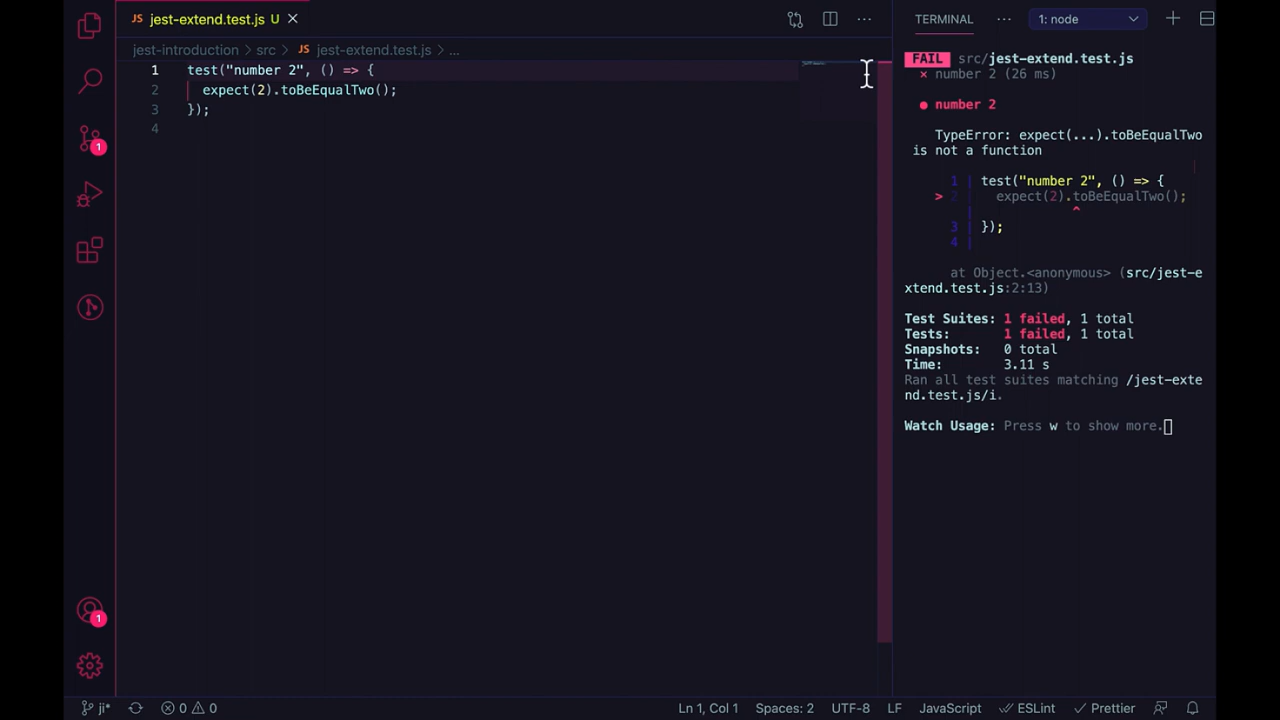 JS jest-extend.test.js U
jest-introduction > src > JS jest-extend.test.js > ...
1 test("number 2", () => {
2   expect(2).toBeEqualTwo();
3 });
4
1
1
TERMINAL ... 1: node
FAIL src/jest-extend.test.js
× number 2 (26 ms)
● number 2
TypeError: expect(...).toBeEqualTwo
is not a function
1 | test("number 2", () => {
> 2 |   expect(2).toBeEqualTwo();
| ^
3 | });
4 |
at Object.<anonymous> (src/jest-e
xtend.test.js:2:13)
Test Suites: 1 failed, 1 total
Tests: 1 failed, 1 total
Snapshots: 0 total
Time: 3.11 s
Ran all test suites matching /jest-exte
nd.test.js/i.
Watch Usage: Press w to show more.
ji* 0 0 Ln 1, Col 1 Spaces: 2 UTF-8 LF JavaScript ESLint Prettier